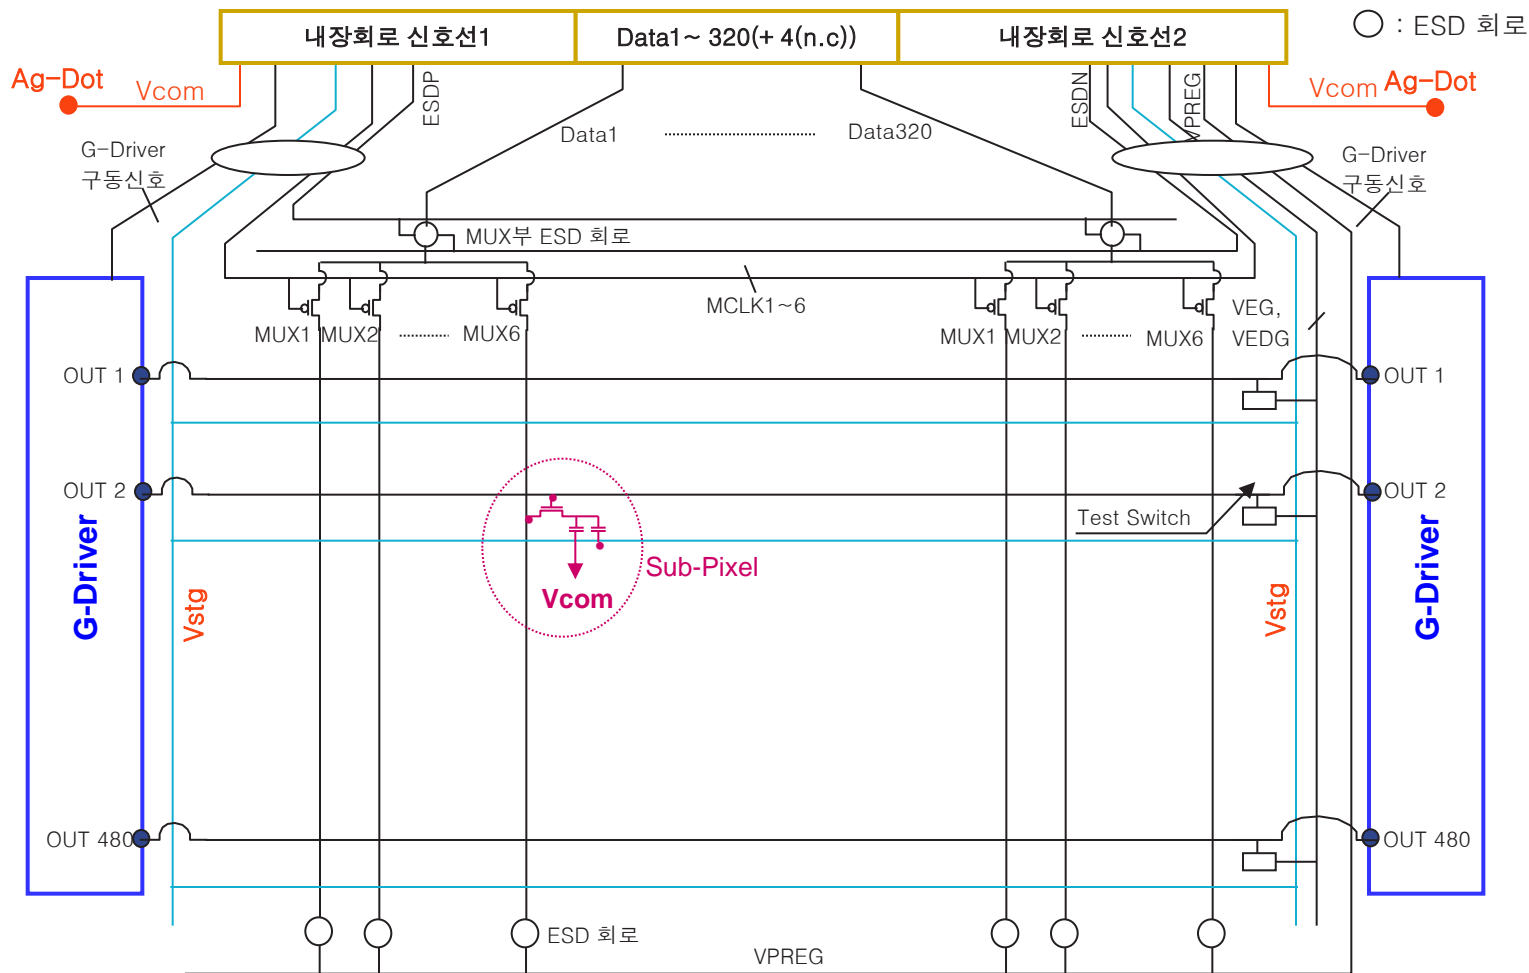 내장회로 신호선1
Data1~ 320(+ 4(n.c))
내장회로 신호선2
: ESD 회로
Ag-Dot
Vcom
ESDP
ESDN
VPREG
Vcom
Ag-Dot
Data1
Data320
G-Driver
구동신호
G-Driver
구동신호
MUX부 ESD 회로
MCLK1~6
MUX1
MUX2
MUX6
MUX1
MUX2
MUX6
VEG,
VEDG
OUT 1
OUT 1
OUT 2
OUT 2
Test Switch
Sub-Pixel
Vcom
G-Driver
Vstg
Vstg
G-Driver
OUT 480
OUT 480
ESD 회로
VPREG